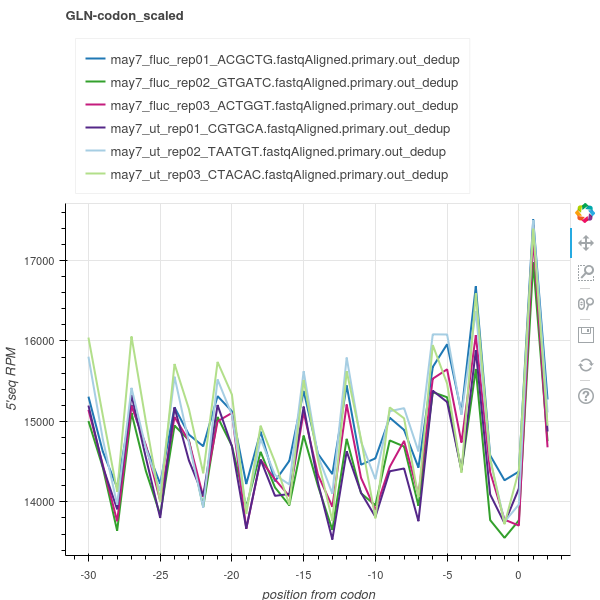 GLN-codon_scaled
may7_fluc_rep01_ACGCTG.fastqAligned.primary.out_dedup
may7_fluc_rep02_GTGATC.fastqAligned.primary.out_dedup
may7_fluc_rep03_ACTGGT.fastqAligned.primary.out_dedup
may7_ut_rep01_CGTGCA.fastqAligned.primary.out_dedup
may7_ut_rep02_TAATGT.fastqAligned.primary.out_dedup
may7_ut_rep03_CTACAC.fastqAligned.primary.out_dedup
17000
16000
15000
14000
5'seq RPM
-30 -25 -20 -15 -10 -5 0
position from codon